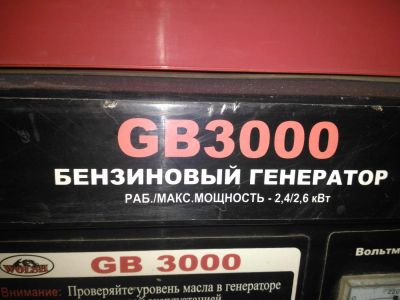 GB3000
БЕНЗИНОВЫЙ ГЕНЕРАТОР
РАБ./МАКС.МОЩНОСТЬ - 2,4/2,6 кВт
GB 3000
Вольтм
Внимание: Проверяйте уровень масла в генераторе